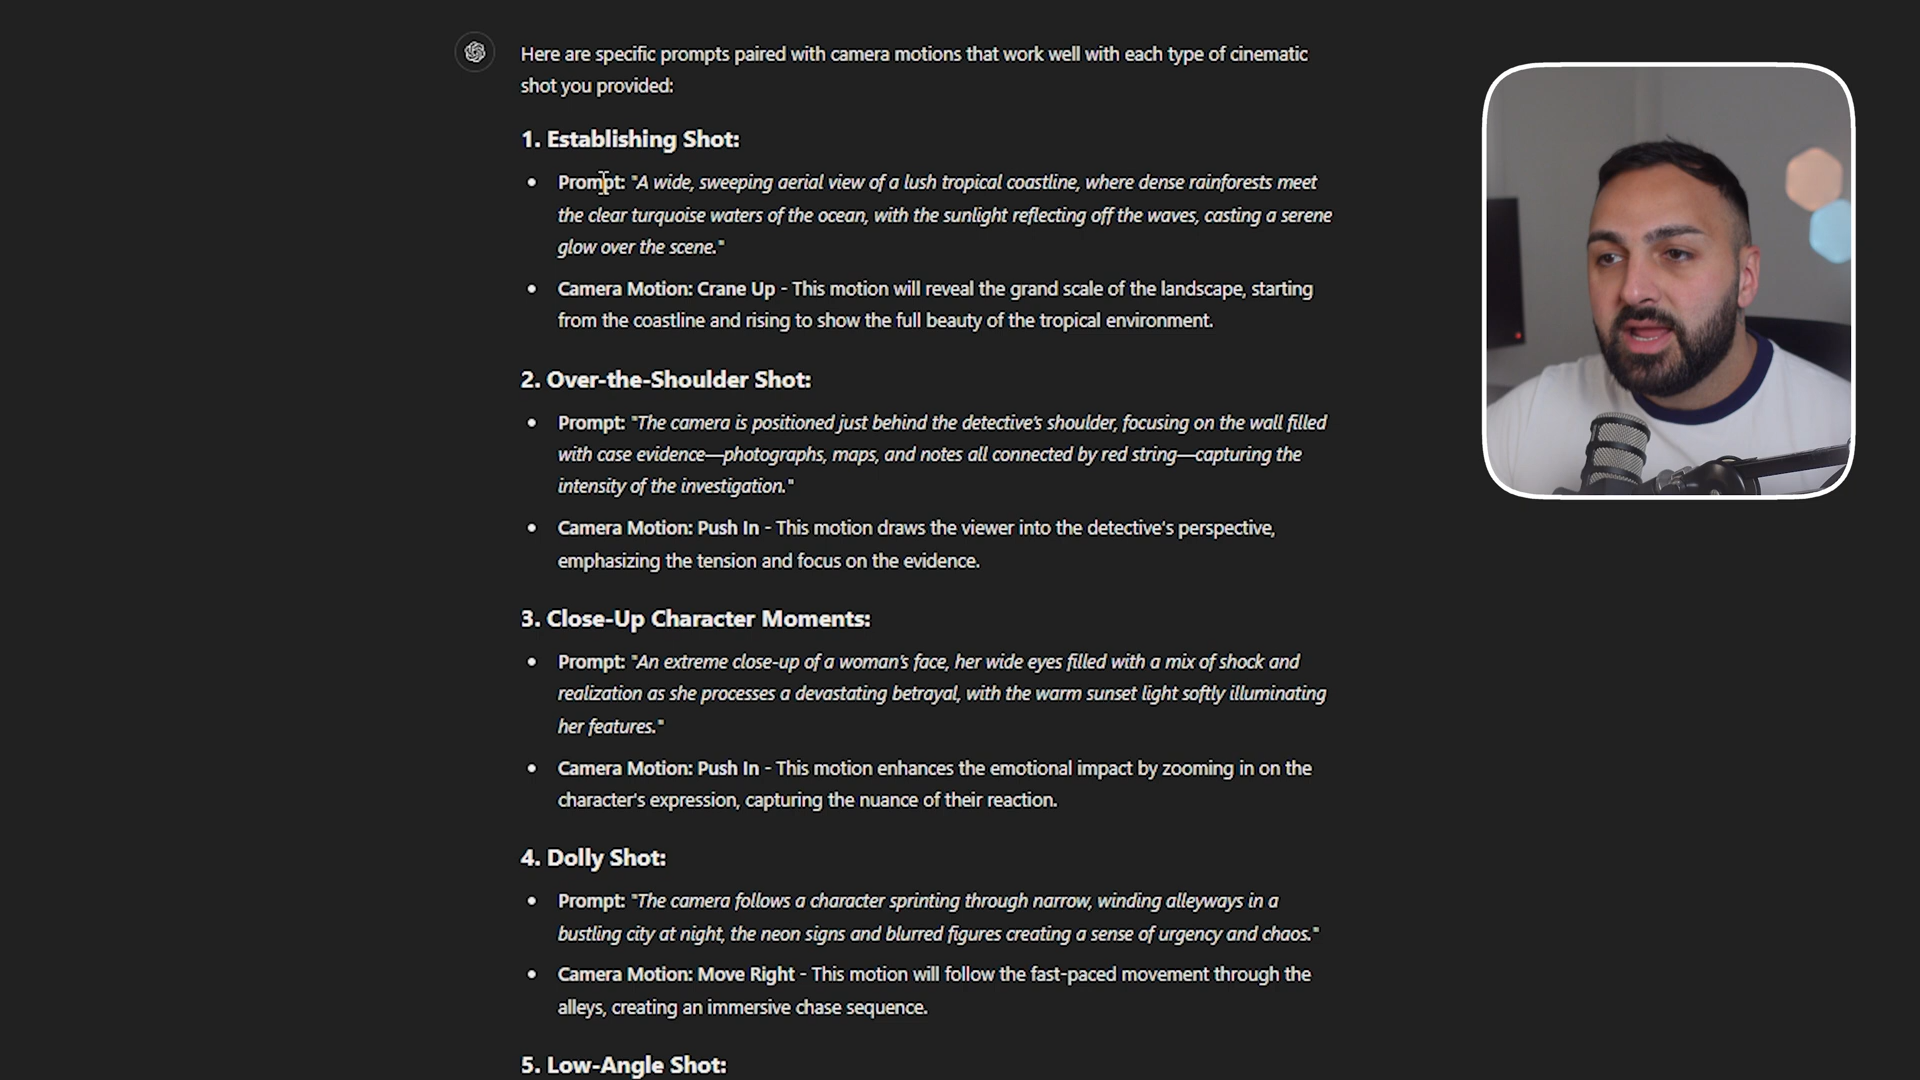 Here are specific prompts paired with camera motions that work well with each type of cinematic
shot you provided:
1. Establishing Shot:
Prompt: "A wide, sweeping aerial view of a lush tropical coastline, where dense rainforests meet
the clear turquoise waters of the ocean, with the sunlight reflecting off the waves, casting a serene
glow over the scene."
Camera Motion: Crane Up - This motion will reveal the grand scale of the landscape, starting
from the coastline and rising to show the full beauty of the tropical environment.
2. Over-the-Shoulder Shot:
Prompt: "The camera is positioned just behind the detective's shoulder, focusing on the wall filled
with case evidence—photographs, maps, and notes all connected by red string—capturing the
intensity of the investigation."
Camera Motion: Push In - This motion draws the viewer into the detective's perspective,
emphasizing the tension and focus on the evidence.
3. Close-Up Character Moments:
Prompt: "An extreme close-up of a woman's face, her wide eyes filled with a mix of shock and
realization as she processes a devastating betrayal, with the warm sunset light softly illuminating
her features."
Camera Motion: Push In - This motion enhances the emotional impact by zooming in on the
character's expression, capturing the nuance of their reaction.
4. Dolly Shot:
Prompt: "The camera follows a character sprinting through narrow, winding alleyways in a
bustling city at night, the neon signs and blurred figures creating a sense of urgency and chaos."
Camera Motion: Move Right - This motion will follow the fast-paced movement through the
alleys, creating an immersive chase sequence.
5. Low-Angle Shot: